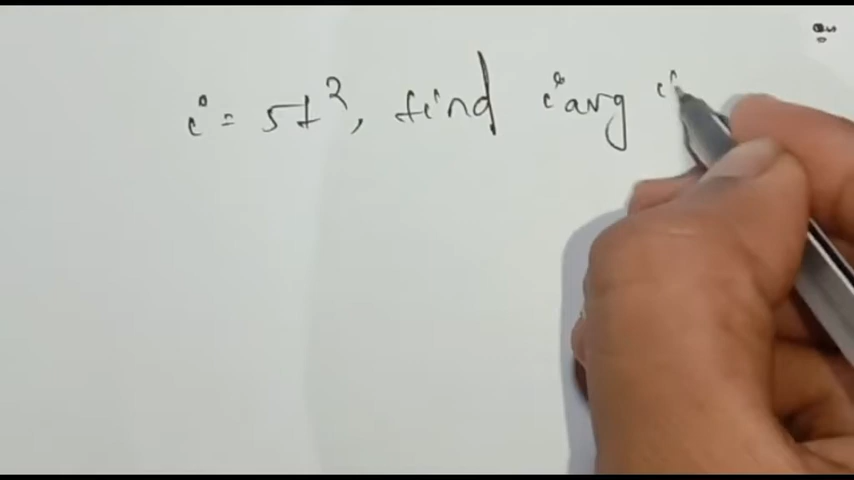 i = 5t², find iavg i